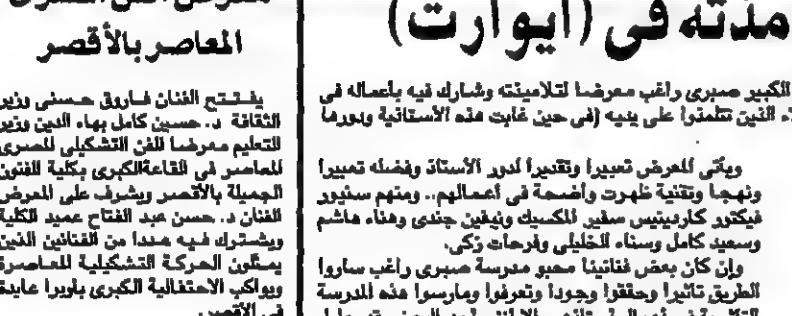 مذته فى (أيوارت)
الكبير صبرى راغب معرضا لتلاميذته وشارك فيه بأعماله فى
الذين تتلمذوا على يديه (فى حين غابت هذه الأستاذية ودورها
ويأتى المعرض تعبيرا وتقديرا لدور الأستاذ وفضله تعبيرا
ونهجا وتقنية ظهرت واضحة فى أعمالهم.. ومنهم سنيور
فيكتور كاردينيس سفير المكسيك ونيفين جندى وهناء هاشم
وسعيد كامل وسناء الخليلى وفرحات زكى.
وإن كان بعض فنانينا محبو مدرسة صبرى راغب ساروا
الطريق تأثيرا وحققوا وجودا وتعرفوا ومارسوا هذه المدرسة
المعاصر بالأقصر
يفتتح الفنان فاروق حسنى وزير
الثقافة د. حسين كامل بهاء الدين وزير
التعليم معرضا للفن التشكيلى المصرى
المعاصر فى القاعةالكبرى بكلية الفنون
الجميلة بالأقصر ويشرف على المعرض
الفنان د. حسن عبد الفتاح عميد الكلية
ويشترك فيه عددا من الفنانين الذين
يمثلون الحركة التشكيلية المعاصرة
ويواكب الاحتفالية الكبرى بأوبرا عايدة
فى الأقصر.